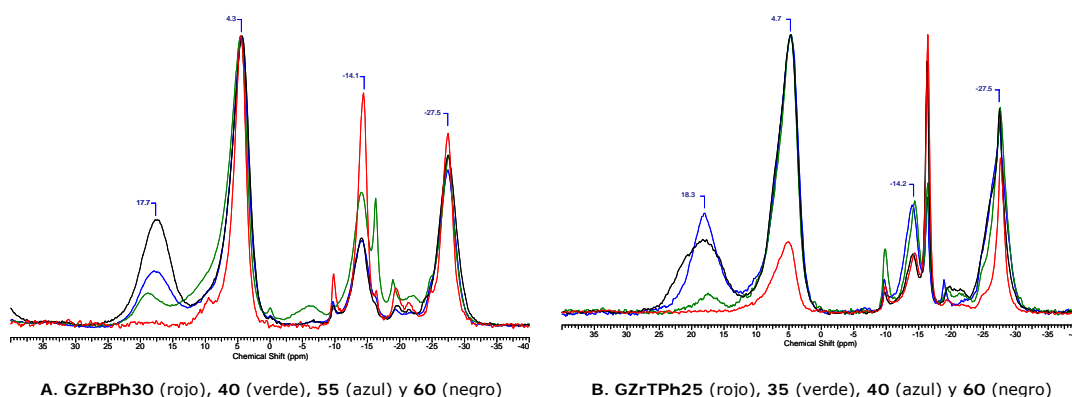 4.3
-14.1
-27.5
17.7
35 30 25 20 15 10 5 0 -5 -10 -15 -20 -25 -30 -35 -40
Chemical Shift (ppm)
A. GZrBPh30 (rojo), 40 (verde), 55 (azul) y 60 (negro)
4.7
-27.5
18.3
-14.2
35 30 25 20 15 10 5 0 -5 -10 -15 -20 -25 -30 -35
Chemical Shift (ppm)
B. GZrTPh25 (rojo), 35 (verde), 40 (azul) y 60 (negro)